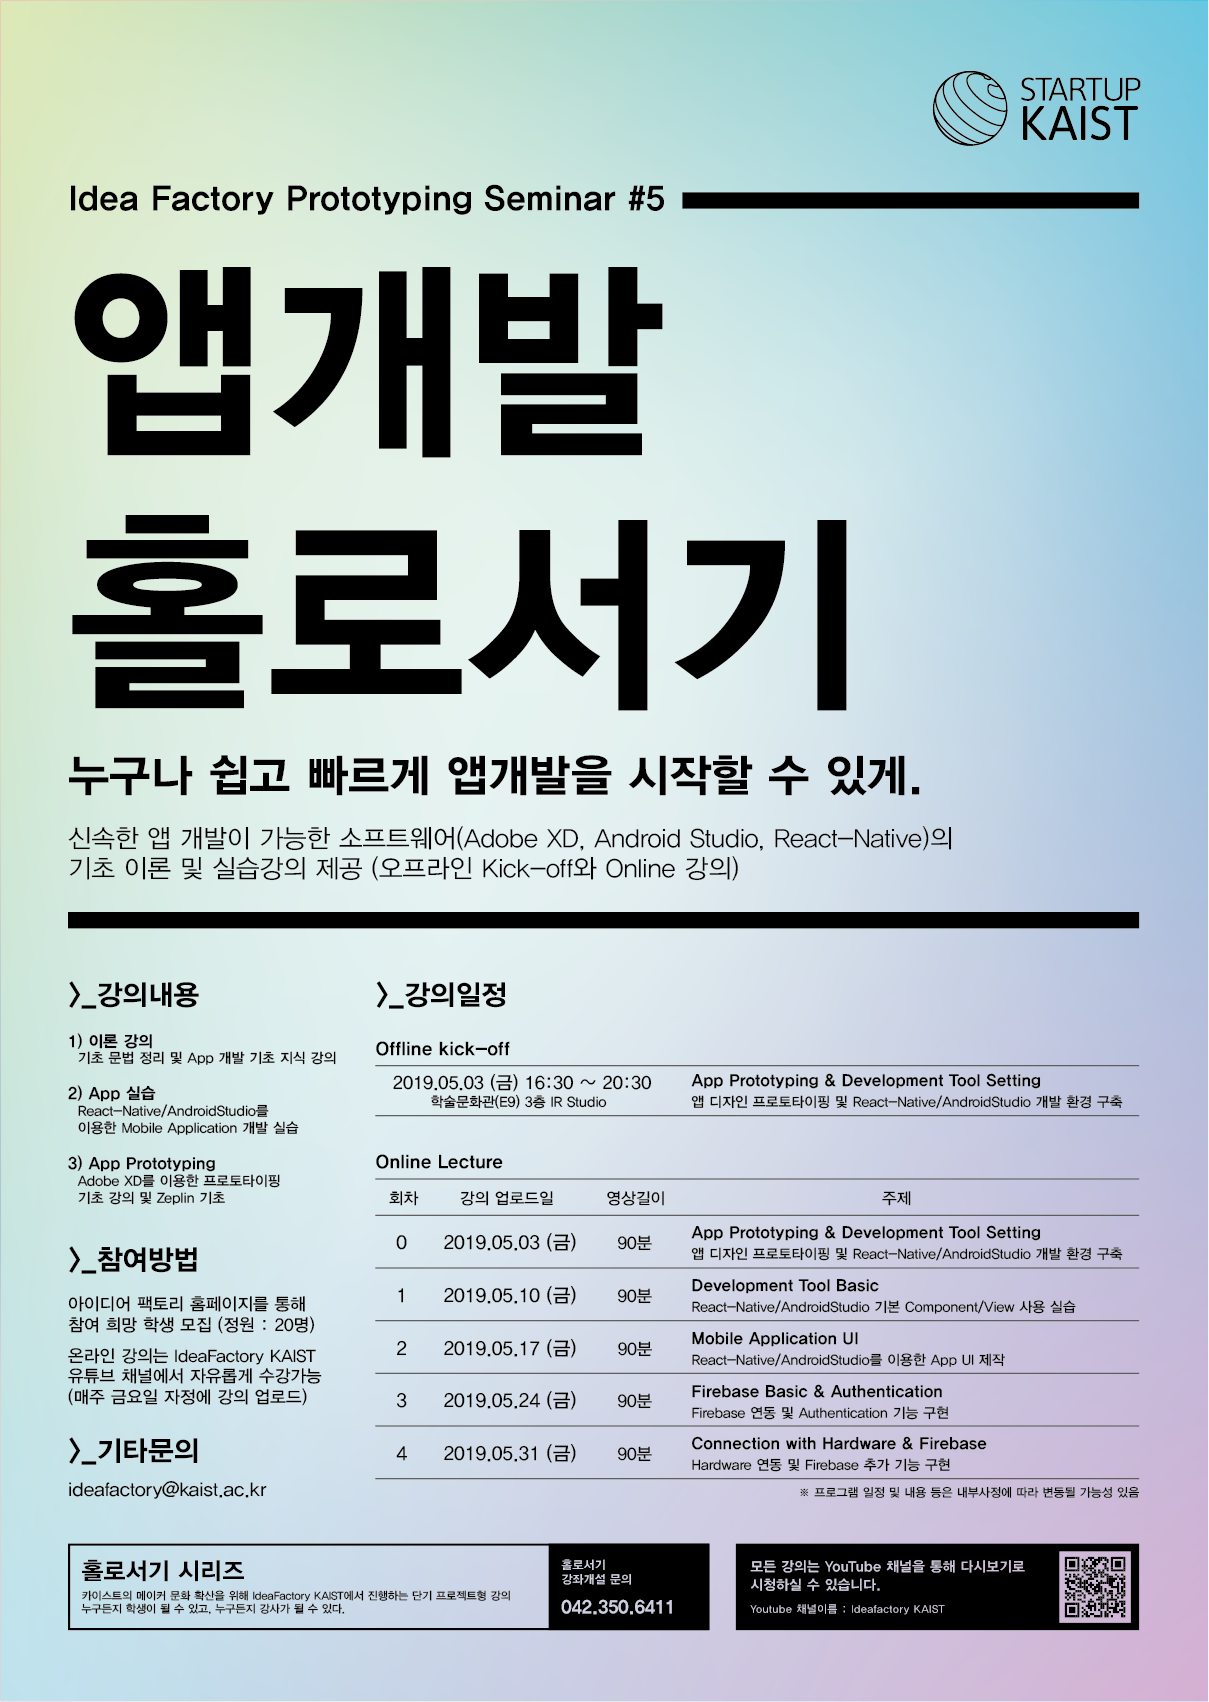 STARTUP
KAIST
Idea Factory Prototyping Seminar #5
앱개발
홀로서기
누구나 쉽고 빠르게 앱개발을 시작할 수 있게.
신속한 앱 개발이 가능한 소프트웨어(Adobe XD, Android Studio, React-Native)의
기초 이론 및 실습강의 제공 (오프라인 Kick-off와 Online 강의)
>_강의내용
1) 이론 강의
기초 문법 정리 및 App 개발 기초 지식 강의
2) App 실습
React-Native/AndroidStudio를
이용한 Mobile Application 개발 실습
3) App Prototyping
Adobe XD를 이용한 프로토타이핑
기초 강의 및 Zeplin 기초
>_참여방법
아이디어 팩토리 홈페이지를 통해
참여 희망 학생 모집 (정원 : 20명)
온라인 강의는 IdeaFactory KAIST
유튜브 채널에서 자유롭게 수강가능
(매주 금요일 자정에 강의 업로드)
>_기타문의
ideafactory@kaist.ac.kr
>_강의일정
Offline kick-off
2019.05.03 (금) 16:30 ~ 20:30 App Prototyping & Development Tool Setting
학술문화관(E9) 3층 IR Studio 앱 디자인 프로토타이핑 및 React-Native/AndroidStudio 개발 환경 구축
Online Lecture
회차 강의 업로드일 영상길이 주제
0 2019.05.03 (금) 90분 App Prototyping & Development Tool Setting
앱 디자인 프로토타이핑 및 React-Native/AndroidStudio 개발 환경 구축
1 2019.05.10 (금) 90분 Development Tool Basic
React-Native/AndroidStudio 기본 Component/View 사용 실습
2 2019.05.17 (금) 90분 Mobile Application UI
React-Native/AndroidStudio를 이용한 App UI 제작
3 2019.05.24 (금) 90분 Firebase Basic & Authentication
Firebase 연동 및 Authentication 기능 구현
4 2019.05.31 (금) 90분 Connection with Hardware & Firebase
Hardware 연동 및 Firebase 추가 기능 구현
※ 프로그램 일정 및 내용 등은 내부사정에 따라 변동될 가능성 있음
홀로서기 시리즈
카이스트의 메이커 문화 확산을 위해 IdeaFactory KAIST에서 진행하는 단기 프로젝트형 강의
누구든지 학생이 될 수 있고, 누구든지 강사가 될 수 있다.
홀로서기
강좌개설 문의
042.350.6411
모든 강의는 YouTube 채널을 통해 다시보기로
시청하실 수 있습니다.
Youtube 채널이름 : Ideafactory KAIST